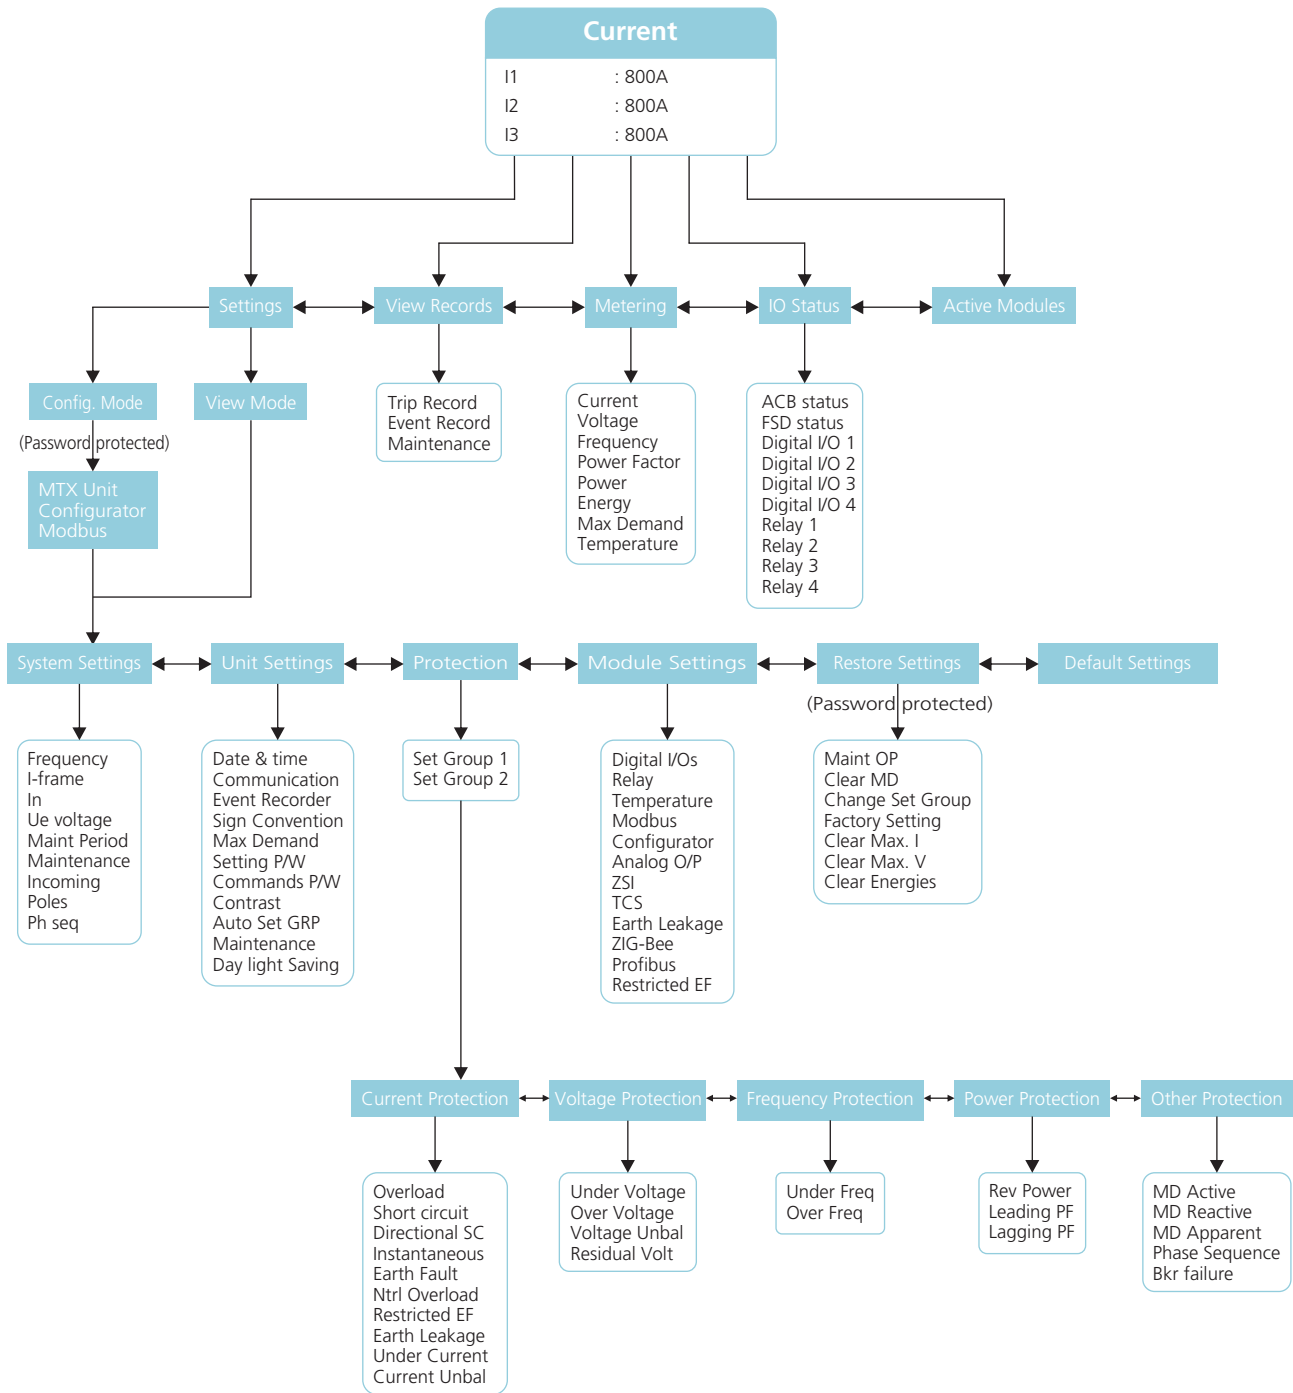 Current
I1 : 800A
I2 : 800A
I3 : 800A
Settings
View Records
Metering
IO Status
Active Modules
Config. Mode
View Mode
(Password protected)
MTX Unit
Configurator
Modbus
Trip Record
Event Record
Maintenance
Current
Voltage
Frequency
Power Factor
Power
Energy
Max Demand
Temperature
ACB status
FSD status
Digital I/O 1
Digital I/O 2
Digital I/O 3
Digital I/O 4
Relay 1
Relay 2
Relay 3
Relay 4
System Settings
Unit Settings
Protection
Module Settings
Restore Settings
Default Settings
(Password protected)
Frequency
I-frame
In
Ue voltage
Maint Period
Maintenance
Incoming
Poles
Ph seq
Date & time
Communication
Event Recorder
Sign Convention
Max Demand
Setting P/W
Commands P/W
Contrast
Auto Set GRP
Maintenance
Day light Saving
Set Group 1
Set Group 2
Digital I/Os
Relay
Temperature
Modbus
Configurator
Analog O/P
ZSI
TCS
Earth Leakage
ZIG-Bee
Profibus
Restricted EF
Maint OP
Clear MD
Change Set Group
Factory Setting
Clear Max. I
Clear Max. V
Clear Energies
Current Protection
Voltage Protection
Frequency Protection
Power Protection
Other Protection
Overload
Short circuit
Directional SC
Instantaneous
Earth Fault
Ntrl Overload
Restricted EF
Earth Leakage
Under Current
Current Unbal
Under Voltage
Over Voltage
Voltage Unbal
Residual Volt
Under Freq
Over Freq
Rev Power
Leading PF
Lagging PF
MD Active
MD Reactive
MD Apparent
Phase Sequence
Bkr failure